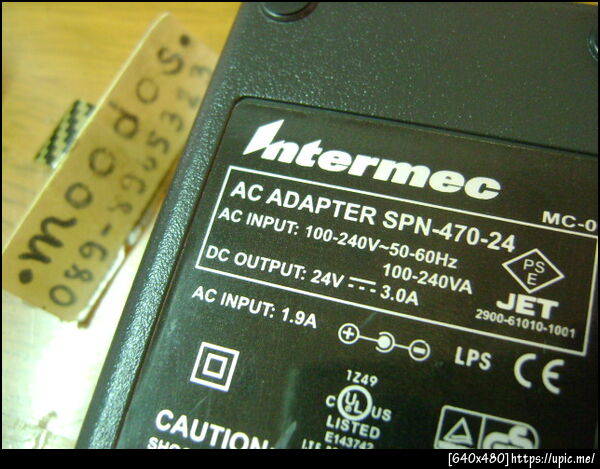 •moodos•
089-8905323
Intermec
MC-0
AC ADAPTER SPN-470-24
AC INPUT: 100-240V~50-60Hz
100-240VA
DC OUTPUT: 24V 3.0A
PS
E
JET
2900-61010-1001
AC INPUT: 1.9A
LPS
CE
1Z49
C UL US
LISTED
E143742
CAUTION
[640x480]https://upic.me/